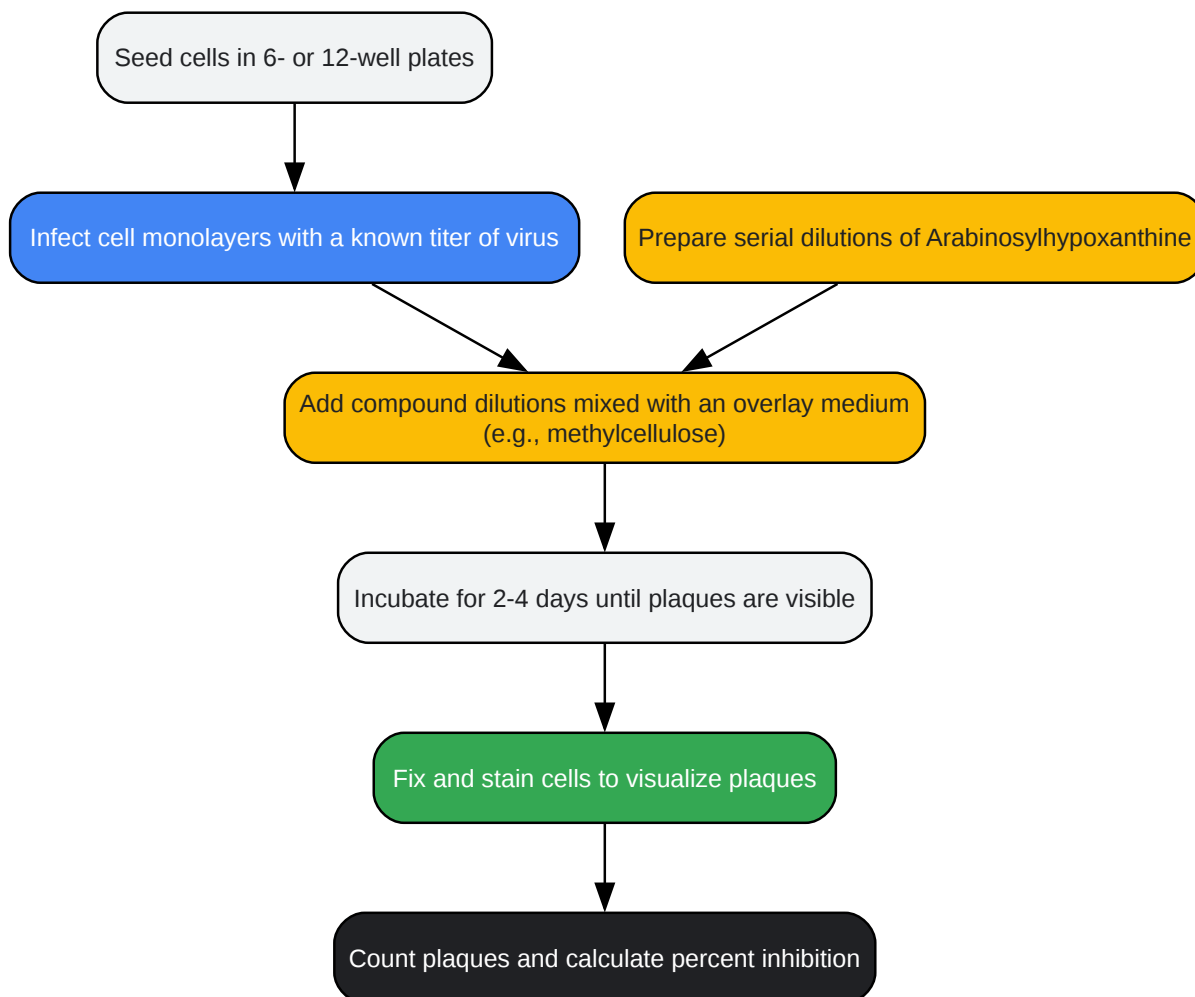 Seed cells in 6- or 12-well plates
Infect cell monolayers with a known titer of virus
Prepare serial dilutions of Arabinosylhypoxanthine
Add compound dilutions mixed with an overlay medium
(e.g., methylcellulose)
Incubate for 2-4 days until plaques are visible
Fix and stain cells to visualize plaques
Count plaques and calculate percent inhibition